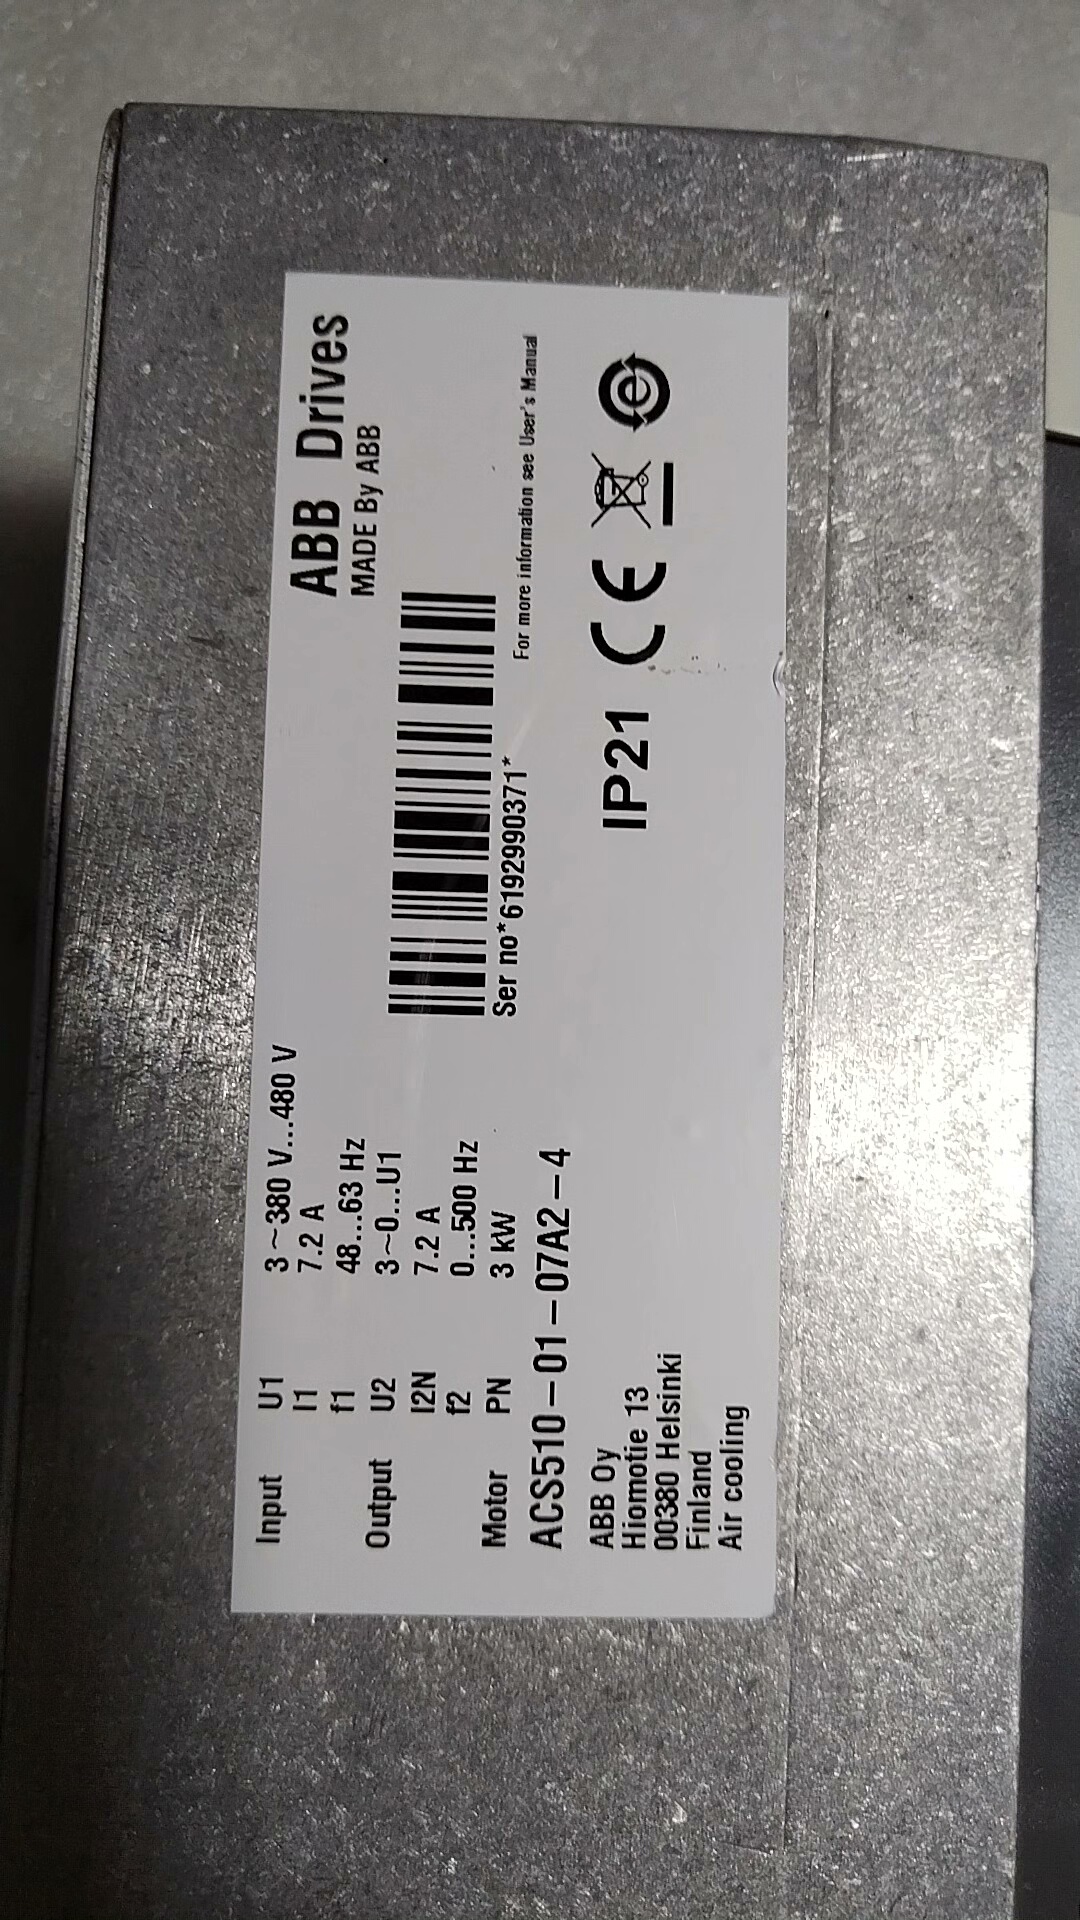 ABB Drives
MADE By ABB
Input U1 3~380 V...480 V
I1 7.2 A
f1 48...63 Hz
Output U2 3~0...U1
I2N 7.2 A
f2 0...500 Hz
Motor PN 3 kW
ACS510-01-07A2-4
Ser no*6192990371*
For more information see User's Manual
ABB Oy
Hiomotie 13
00380 Helsinki
Finland
Air cooling
IP21 CE e